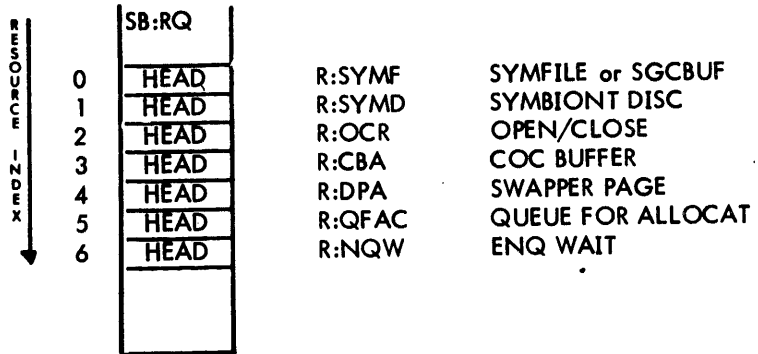 SB:RQ
RESOURCE INDEX
0 HEAD R:SYMF SYMFILE or SGCBUF
1 HEAD R:SYMD SYMBIONT DISC
2 HEAD R:OCR OPEN/CLOSE
3 HEAD R:CBA COC BUFFER
4 HEAD R:DPA SWAPPER PAGE
5 HEAD R:QFAC QUEUE FOR ALLOCAT
6 HEAD R:NQW ENQ WAIT